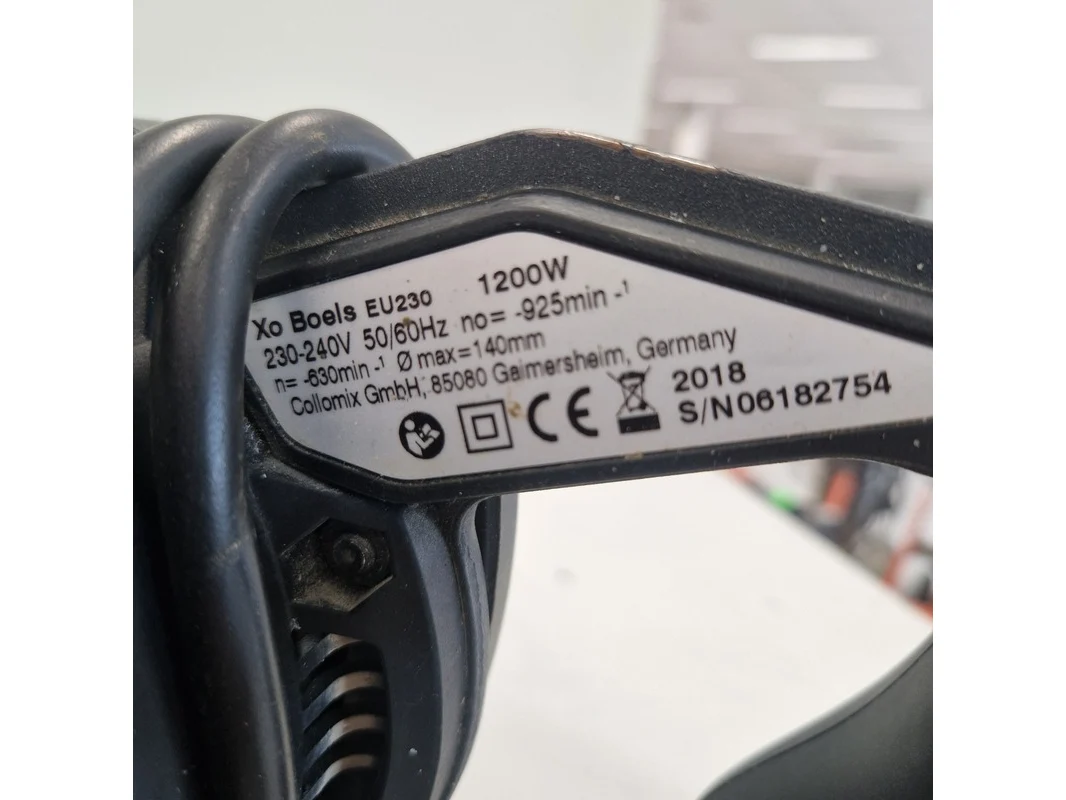 Xo Boels EU230 1200W
230-240V 50/60Hz no= -925min -¹
n= -630min -¹ Ø max=140mm
Collomix GmbH, 85080 Gaimersheim, Germany
CE 2018
S/N06182754